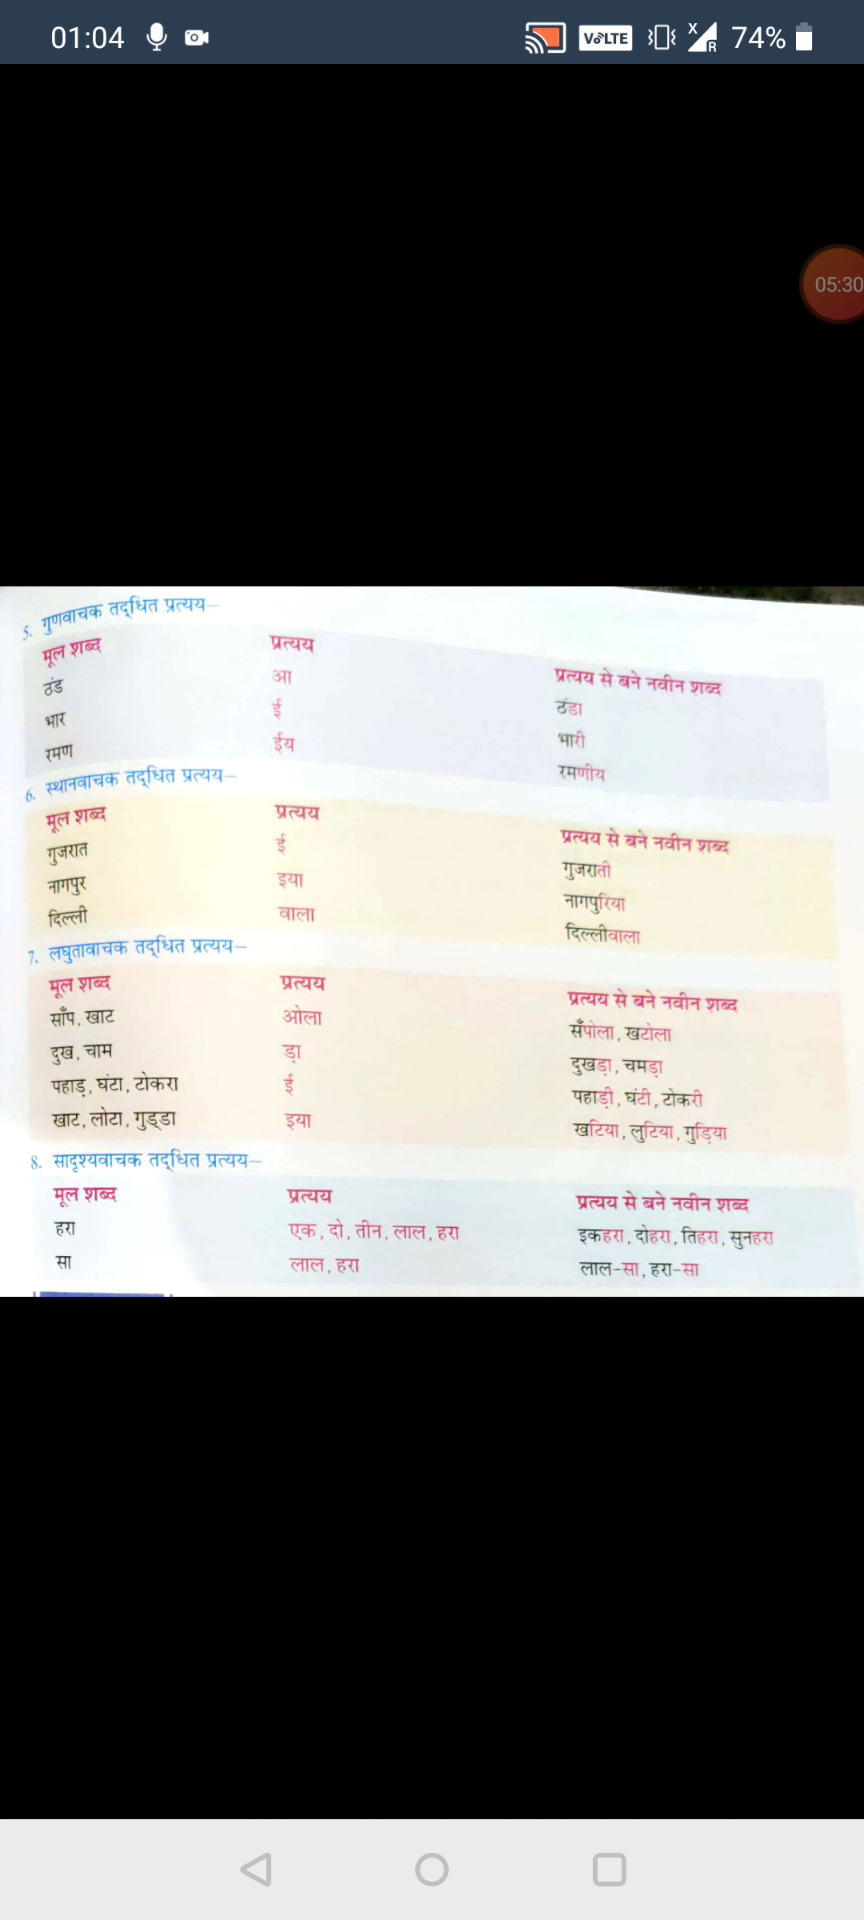 01:04 VoLTE X R 74%
05:30
5. गुणवाचक तद्धित प्रत्यय–
मूल शब्द प्रत्यय प्रत्यय से बने नवीन शब्द
ठंड आ ठंडा
भार ई भारी
रमण ईय रमणीय
6. स्थानवाचक तद्धित प्रत्यय–
मूल शब्द प्रत्यय प्रत्यय से बने नवीन शब्द
गुजरात ई गुजराती
नागपुर इया नागपुरिया
दिल्ली वाला दिल्लीवाला
7. लघुतावाचक तद्धित प्रत्यय–
मूल शब्द प्रत्यय प्रत्यय से बने नवीन शब्द
साँप, खाट ओला सँपोला, खटोला
दुख, चाम ड़ा दुखड़ा, चमड़ा
पहाड़, घंटा, टोकरा ई पहाड़ी, घंटी, टोकरी
खाट, लोटा, गुड्डा इया खटिया, लुटिया, गुड़िया
8. सादृश्यवाचक तद्धित प्रत्यय–
मूल शब्द प्रत्यय प्रत्यय से बने नवीन शब्द
हरा एक, दो, तीन, लाल, हरा इकहरा, दोहरा, तिहरा, सुनहरा
सा लाल, हरा लाल-सा, हरा-सा